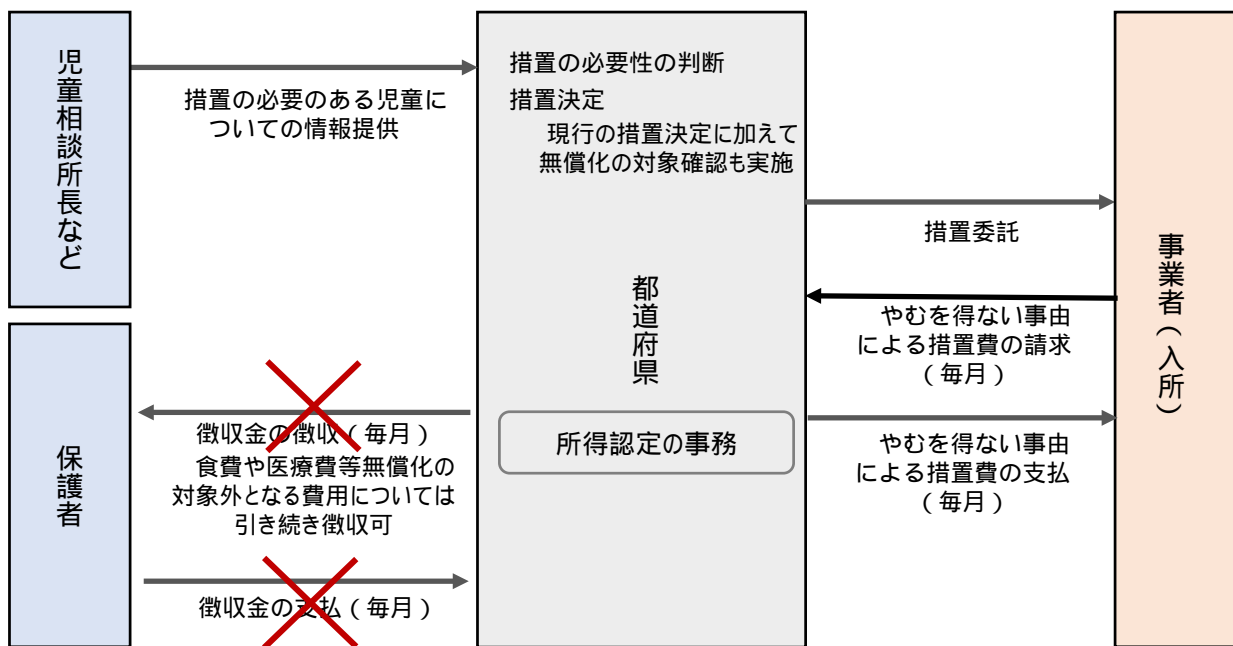 児童相談所長など
措置の必要のある児童に
ついての情報提供
措置の必要性の判断
措置決定
現行の措置決定に加えて
無償化の対象確認も実施
都道府県
所得認定の事務
措置委託
やむを得ない事由
による措置費の請求
(毎月)
やむを得ない事由
による措置費の支払
(毎月)
事業者(入所)
保護者
徴収金の徴収(毎月)
食費や医療費等無償化の
対象外となる費用については
引き続き徴収可
徴収金の支払(毎月)